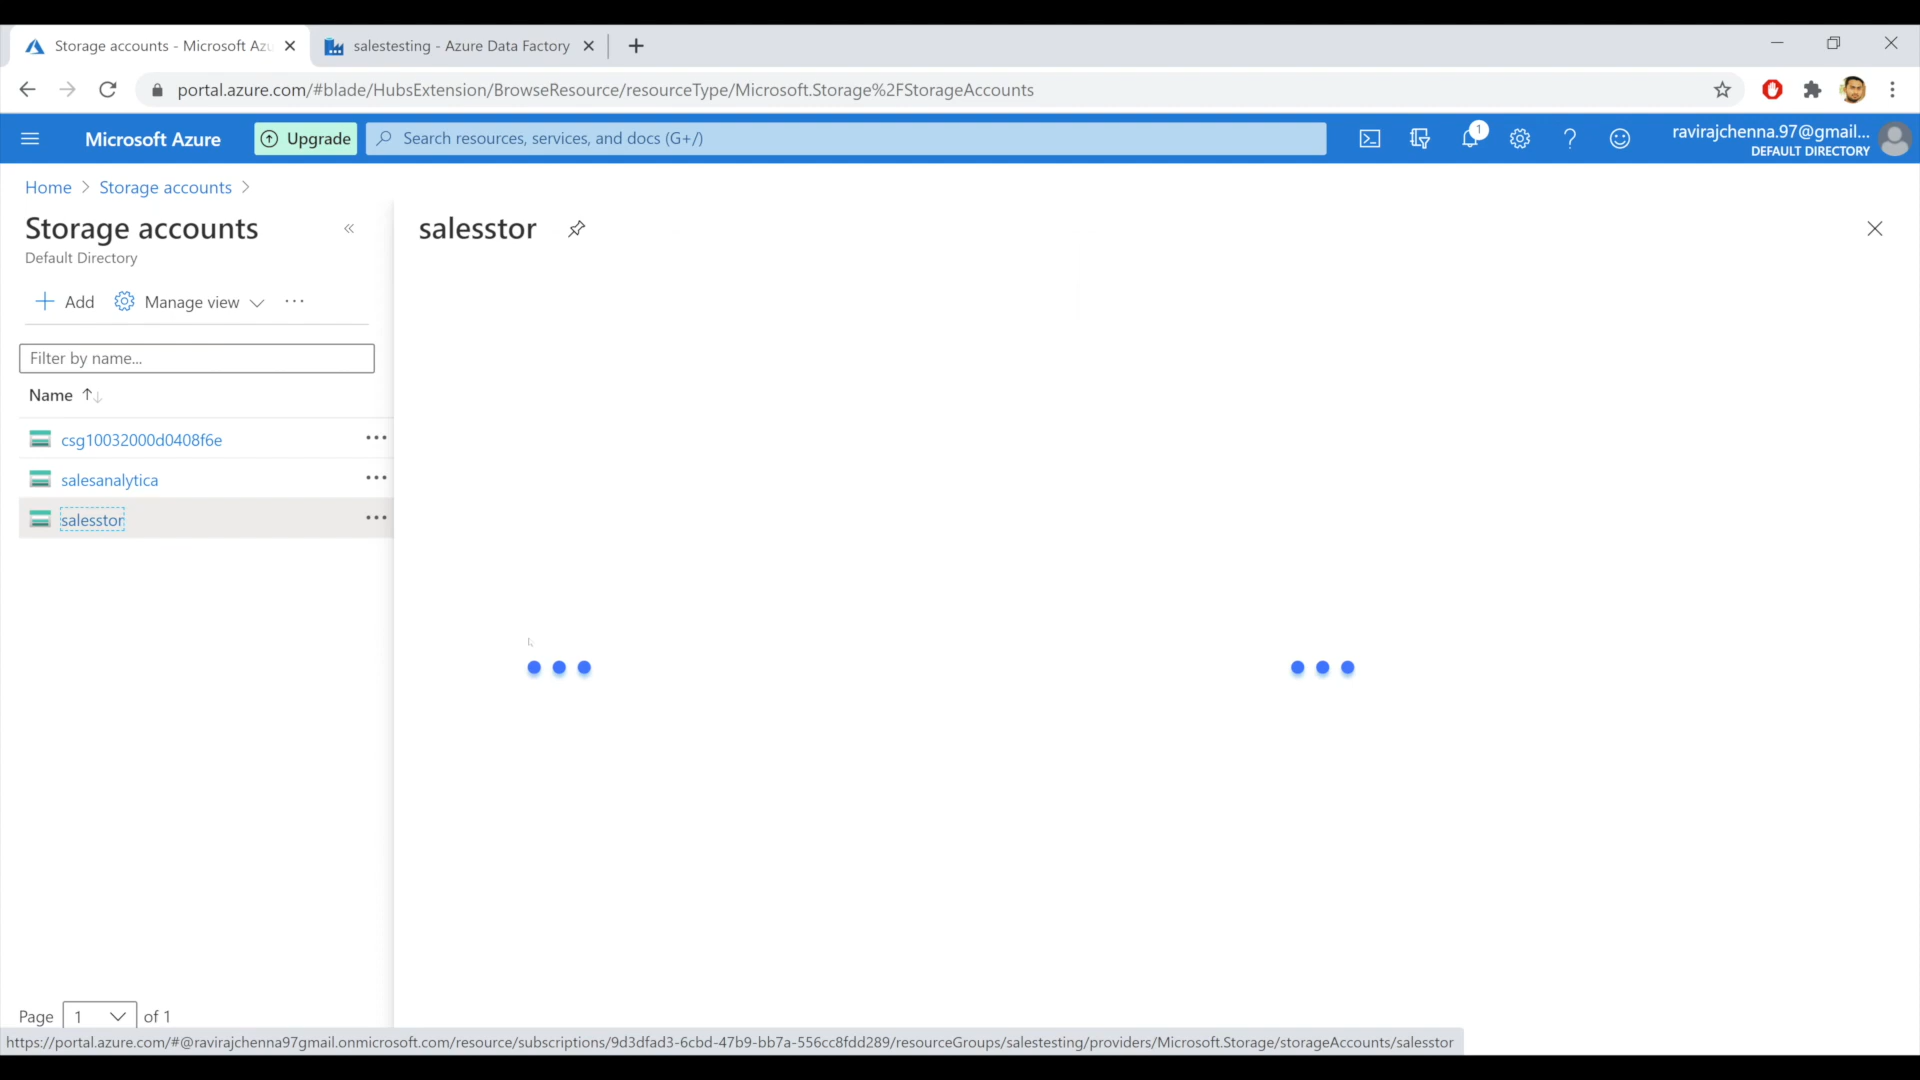 Storage accounts - Microsoft Azu
salestesting - Azure Data Factory
portal.azure.com/#blade/HubsExtension/BrowseResource/resourceType/Microsoft.Storage%2FStorageAccounts
Microsoft Azure
Upgrade
Search resources, services, and docs (G+/)
1
ravirajchenna.97@gmail...
DEFAULT DIRECTORY
Home
Storage accounts
Storage accounts
Default Directory
salesstor
Add
Manage view
Filter by name...
Name
csg10032000d0408f6e
salesanalytica
salesstor
Page 1 of 1
https://portal.azure.com/#@ravirajchenna97gmail.onmicrosoft.com/resource/subscriptions/9d3dfad3-6cbd-47b9-bb7a-556cc8fdd289/resourceGroups/salestesting/providers/Microsoft.Storage/storageAccounts/salesstor